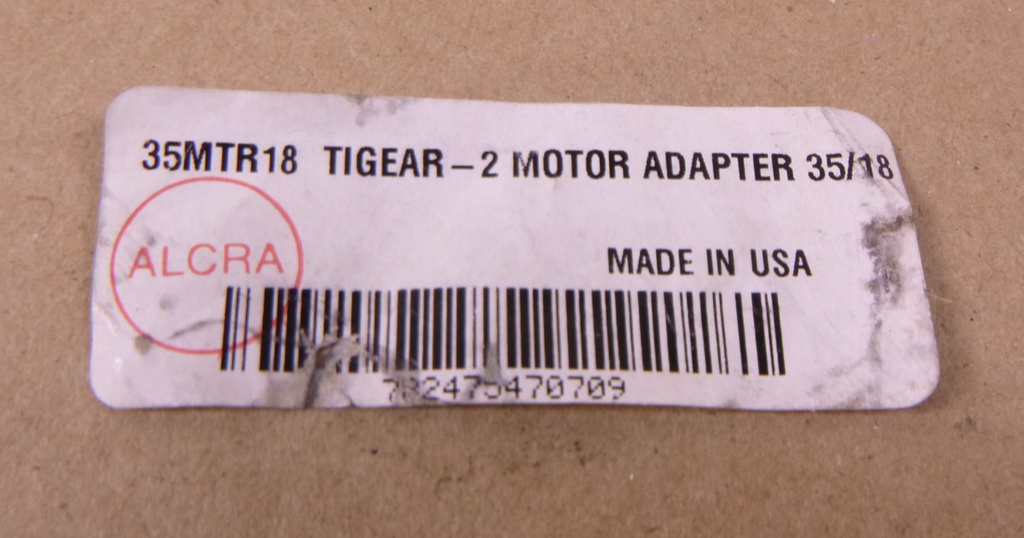 35MTR18 TIGEAR-2 MOTOR ADAPTER 35/18
ALCRA
MADE IN USA